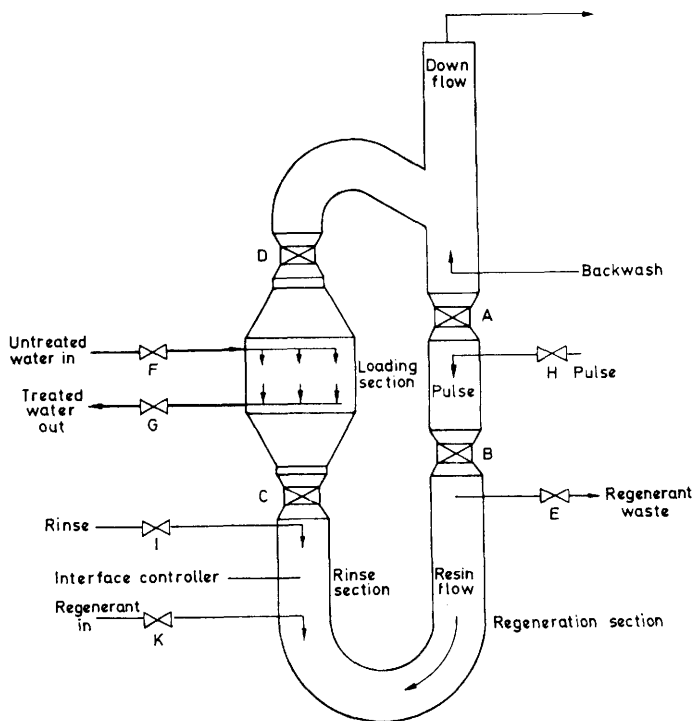 Down
flow
D
Backwash
A
Untreated
water in
F
Loading
section
H
Pulse
Pulse
Treated
water
out
G
B
C
Regenerant
waste
E
Rinse
I
Interface controller
Rinse
section
Resin
flow
Regenerant
in
K
Regeneration section